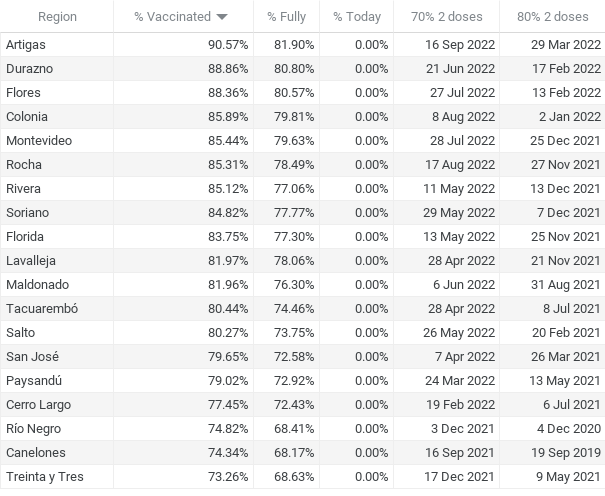 Region % Vaccinated % Fully % Today 70% 2 doses 80% 2 doses
Artigas 90.57% 81.90% 0.00% 16 Sep 2022 29 Mar 2022
Durazno 88.86% 80.80% 0.00% 21 Jun 2022 17 Feb 2022
Flores 88.36% 80.57% 0.00% 27 Jul 2022 13 Feb 2022
Colonia 85.89% 79.81% 0.00% 8 Aug 2022 2 Jan 2022
Montevideo 85.44% 79.63% 0.00% 28 Jul 2022 25 Dec 2021
Rocha 85.31% 78.49% 0.00% 17 Aug 2022 27 Nov 2021
Rivera 85.12% 77.06% 0.00% 11 May 2022 13 Dec 2021
Soriano 84.82% 77.77% 0.00% 29 May 2022 7 Dec 2021
Florida 83.75% 77.30% 0.00% 13 May 2022 25 Nov 2021
Lavalleja 81.97% 78.06% 0.00% 28 Apr 2022 21 Nov 2021
Maldonado 81.96% 76.30% 0.00% 6 Jun 2022 31 Aug 2021
Tacuarembó 80.44% 74.46% 0.00% 28 Apr 2022 8 Jul 2021
Salto 80.27% 73.75% 0.00% 26 May 2022 20 Feb 2021
San José 79.65% 72.58% 0.00% 7 Apr 2022 26 Mar 2021
Paysandú 79.02% 72.92% 0.00% 24 Mar 2022 13 May 2021
Cerro Largo 77.45% 72.43% 0.00% 19 Feb 2022 6 Jul 2021
Río Negro 74.82% 68.41% 0.00% 3 Dec 2021 4 Dec 2020
Canelones 74.34% 68.17% 0.00% 16 Sep 2021 19 Sep 2019
Treinta y Tres 73.26% 68.63% 0.00% 17 Dec 2021 9 May 2021